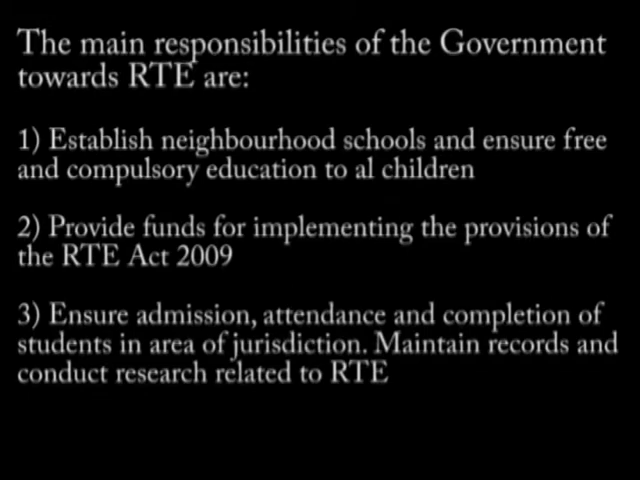 The main responsibilities of the Government
towards RTE are:
1) Establish neighbourhood schools and ensure free
and compulsory education to al children
2) Provide funds for implementing the provisions of
the RTE Act 2009
3) Ensure admission, attendance and completion of
students in area of jurisdiction. Maintain records and
conduct research related to RTE